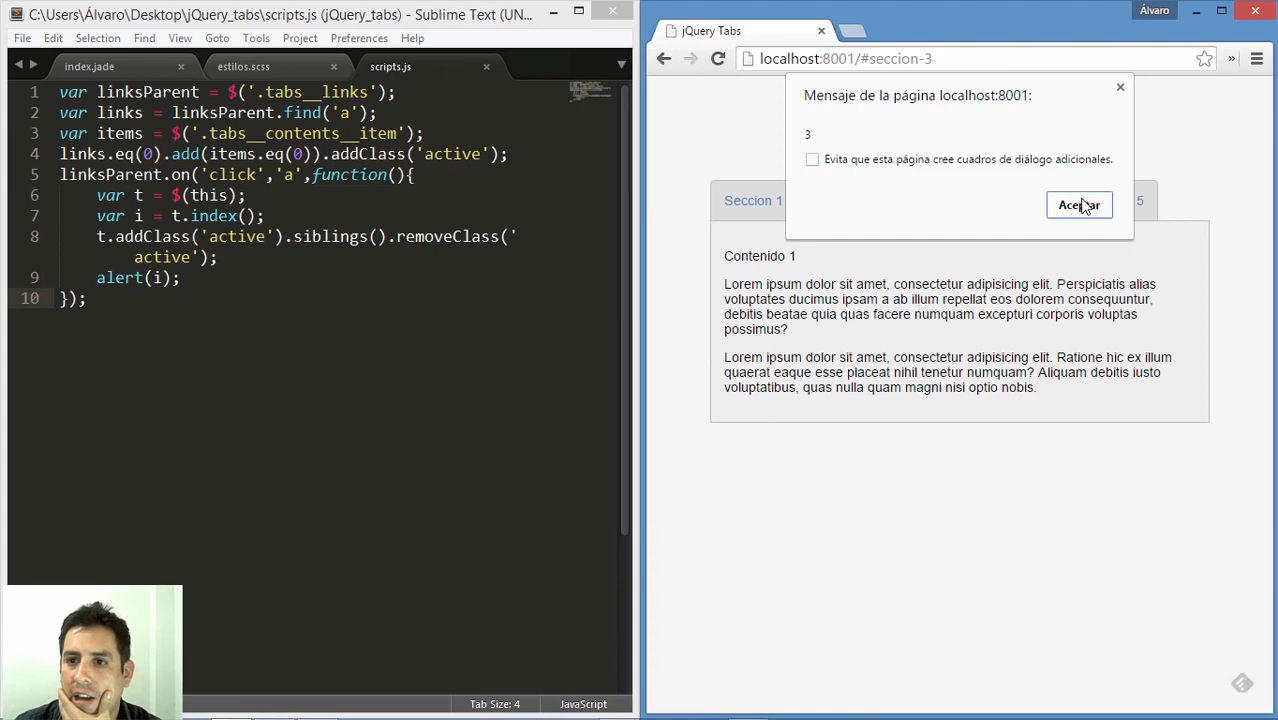 C:\Users\Álvaro\Desktop\jQuery_tabs\scripts.js (jQuery_tabs) - Sublime Text (UN...
File Edit Selection Find View Goto Tools Project Preferences Help
index.jade
estilos.scss
scripts.js
1 var linksParent = $('.tabs__links');
2 var links = linksParent.find('a');
3 var items = $('.tabs__contents__item');
4 links.eq(0).add(items.eq(0)).addClass('active');
5 linksParent.on('click','a',function(){
6 var t = $(this);
7 var i = t.index();
8 t.addClass('active').siblings().removeClass('
active');
9 alert(i);
10 });
Tab Size: 4
JavaScript
Álvaro
jQuery Tabs
localhost:8001/#seccion-3
»
Mensaje de la página localhost:8001:
3
Evita que esta página cree cuadros de diálogo adicionales.
Aceptar
Seccion 1
5
Contenido 1
Lorem ipsum dolor sit amet, consectetur adipisicing elit. Perspiciatis alias
voluptates ducimus ipsam a ab illum repellat eos dolorem consequuntur,
debitis beatae quia quas facere numquam excepturi corporis voluptas
possimus?
Lorem ipsum dolor sit amet, consectetur adipisicing elit. Ratione hic ex illum
quaerat eaque esse placeat nihil tenetur numquam? Aliquam debitis iusto
voluptatibus, quas nulla quam magni nisi optio nobis.